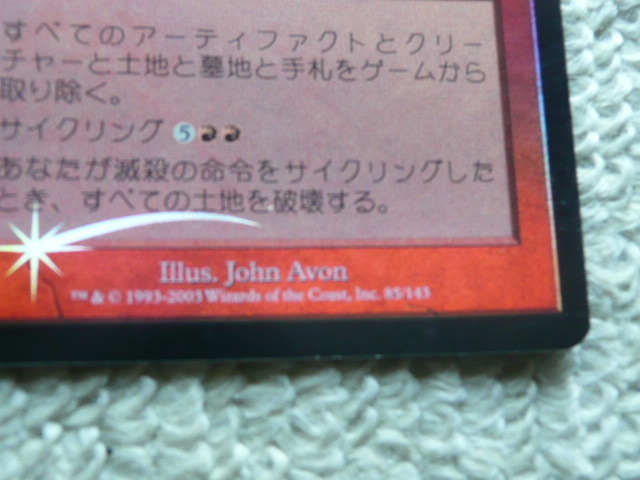 すべてのアーティファクトとクリー
チャーと土地と墓地と手札をゲームから
取り除く。
サイクリング 5
あなたが滅殺の命令をサイクリングした
とき、すべての土地を破壊する。
Illus. John Avon
™ & © 1993-2003 Wizards of the Coast, Inc. 85/143